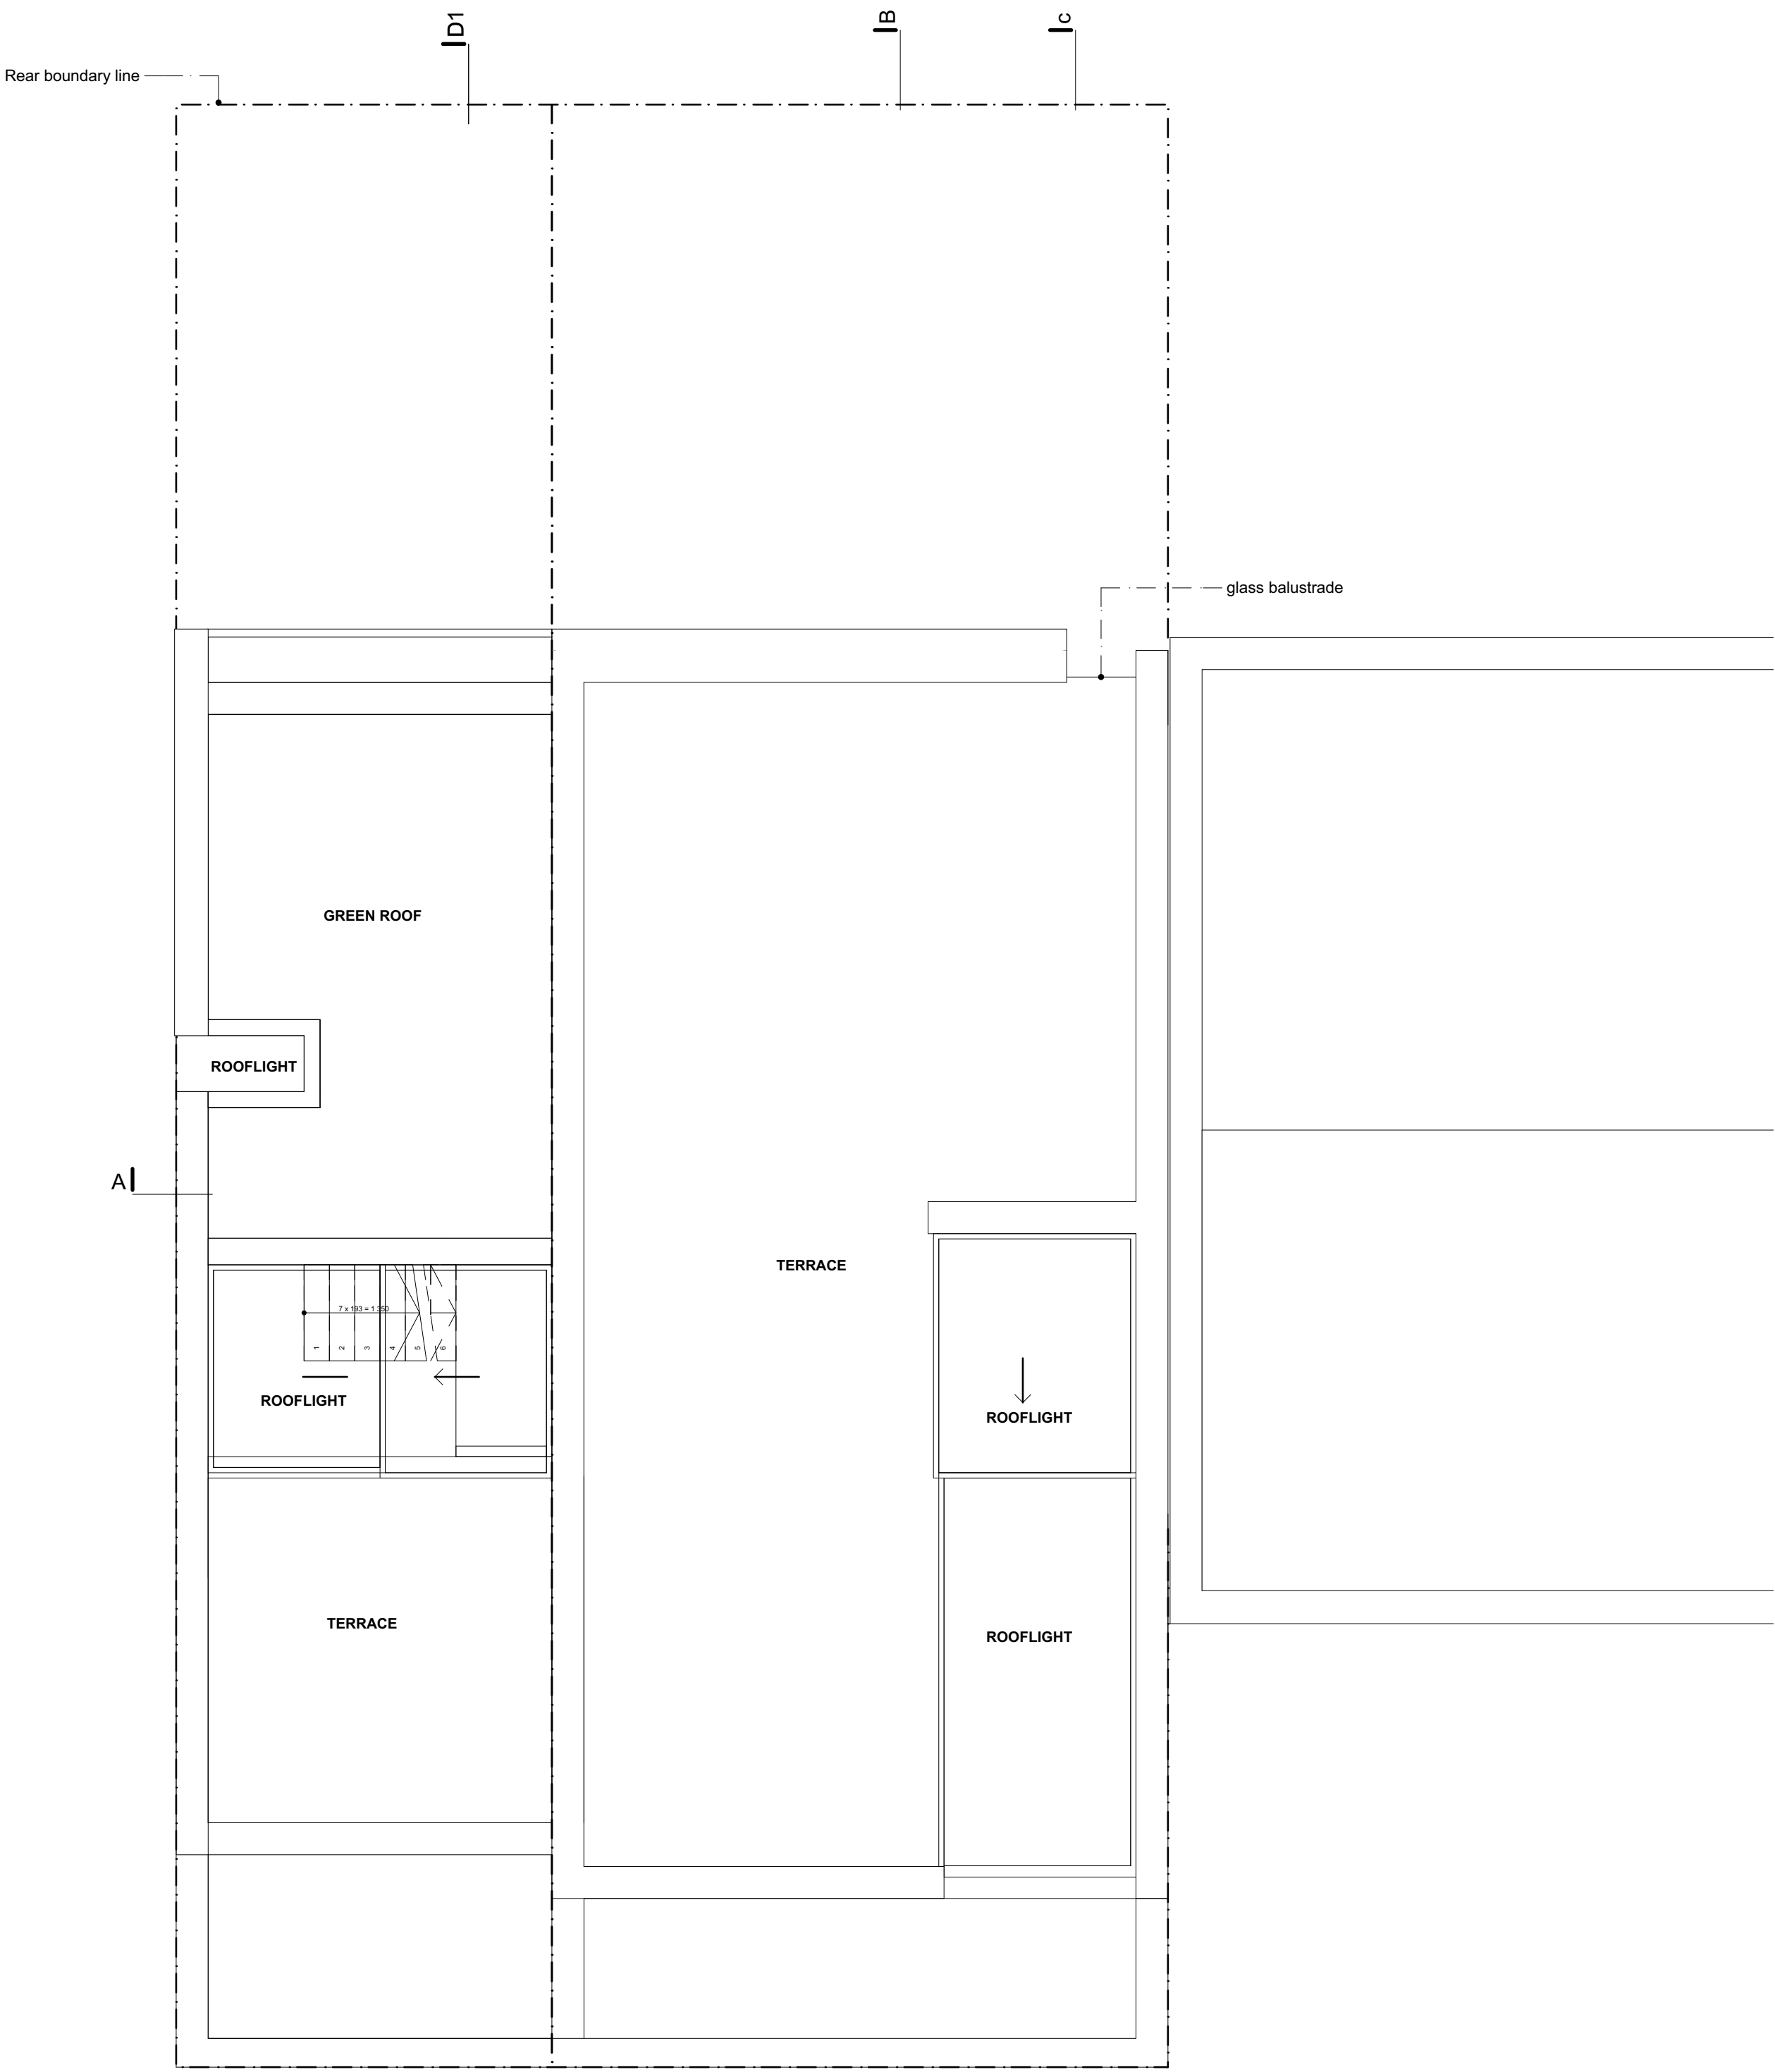 D1
B
c
Rear boundary line
glass balustrade
GREEN ROOF
ROOFLIGHT
A
TERRACE
7 x 193 = 1 350
1 2 3 4 5 6
ROOFLIGHT
ROOFLIGHT
TERRACE
ROOFLIGHT